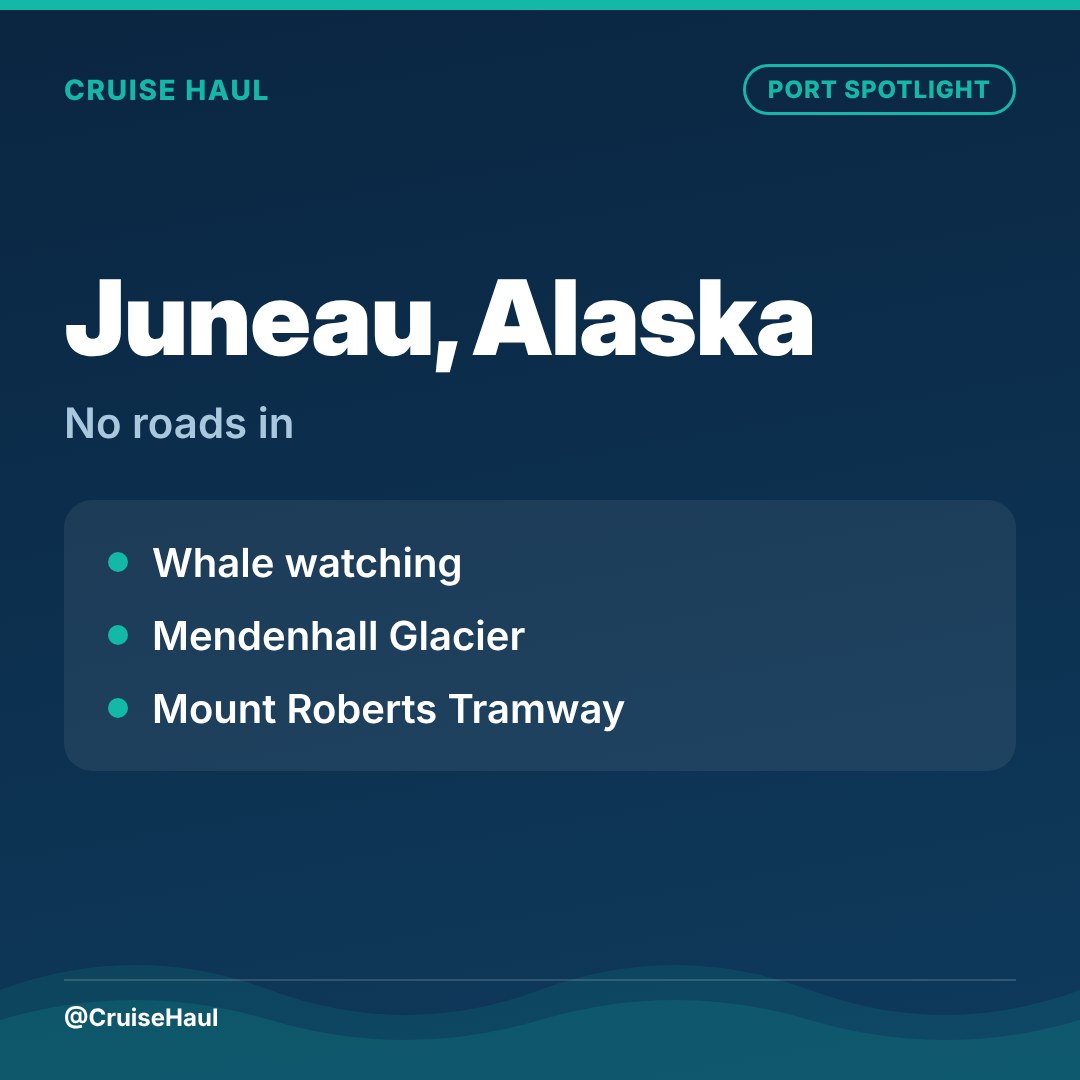 CRUISE HAUL
PORT SPOTLIGHT
Juneau, Alaska
No roads in
Whale watching
Mendenhall Glacier
Mount Roberts Tramway
@CruiseHaul